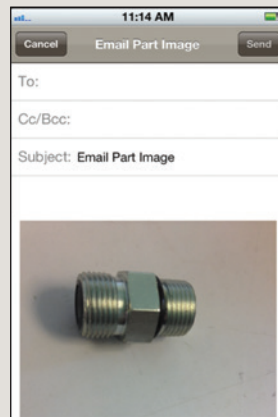 11:14 AM
Cancel Email Part Image Send
To:
Cc/Bcc:
Subject: Email Part Image